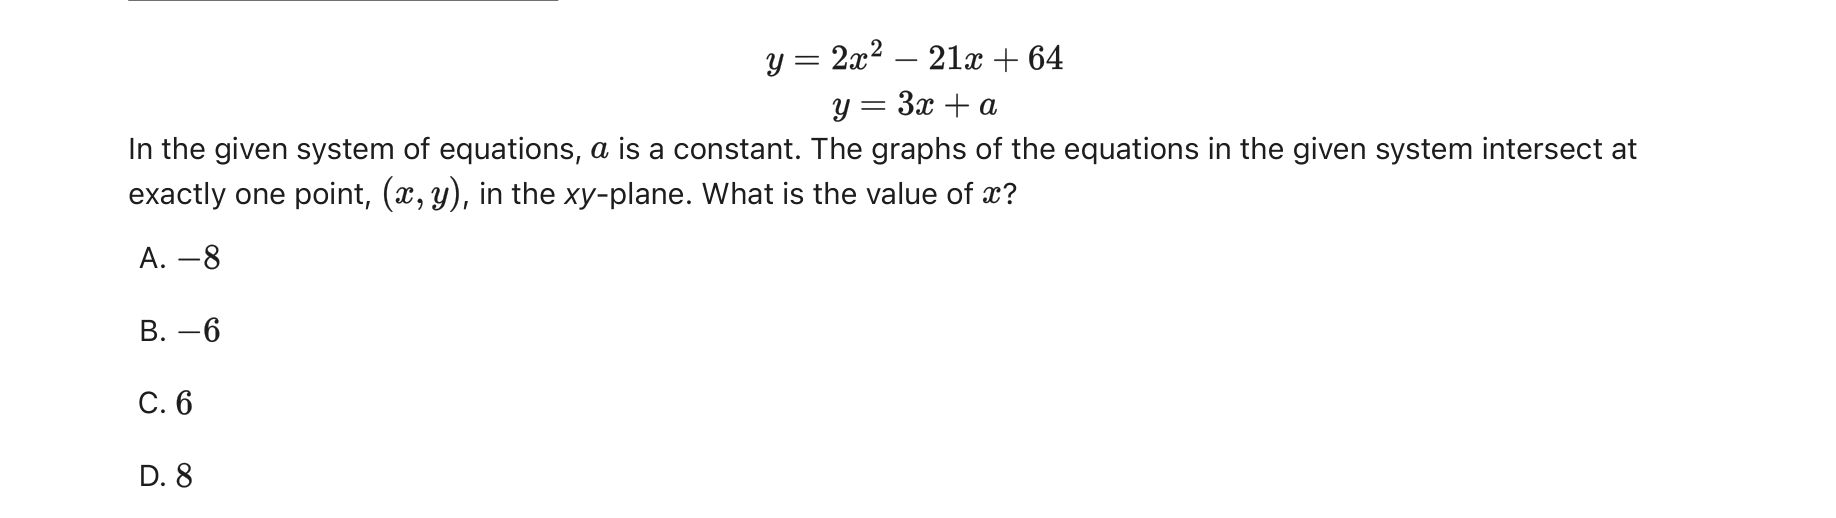 y = 2x² − 21x + 64
y = 3x + a
In the given system of equations, a is a constant. The graphs of the equations in the given system intersect at
exactly one point, (x, y), in the xy-plane. What is the value of x?
A. −8
B. −6
C. 6
D. 8